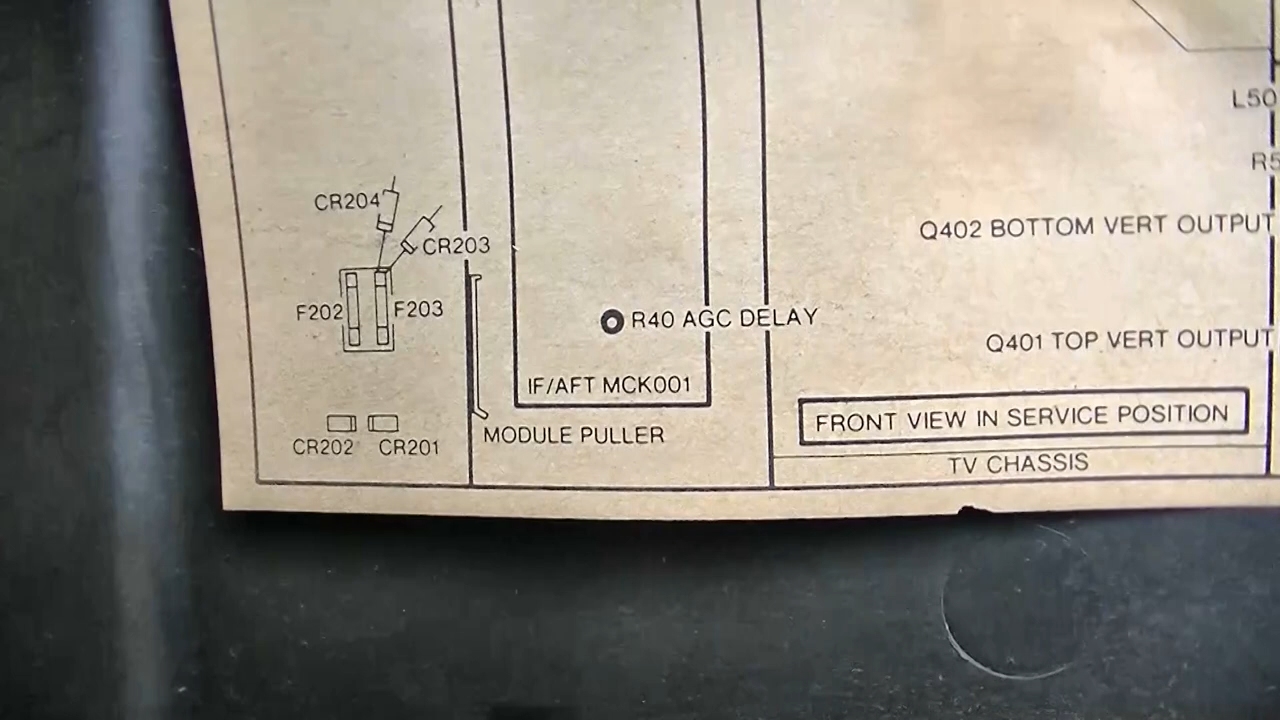 L50
R5
CR204
Q402 BOTTOM VERT OUTPUT
CR203
F202
F203
R40 AGC DELAY
Q401 TOP VERT OUTPUT
IF/AFT MCK001
FRONT VIEW IN SERVICE POSITION
MODULE PULLER
CR202
CR201
TV CHASSIS